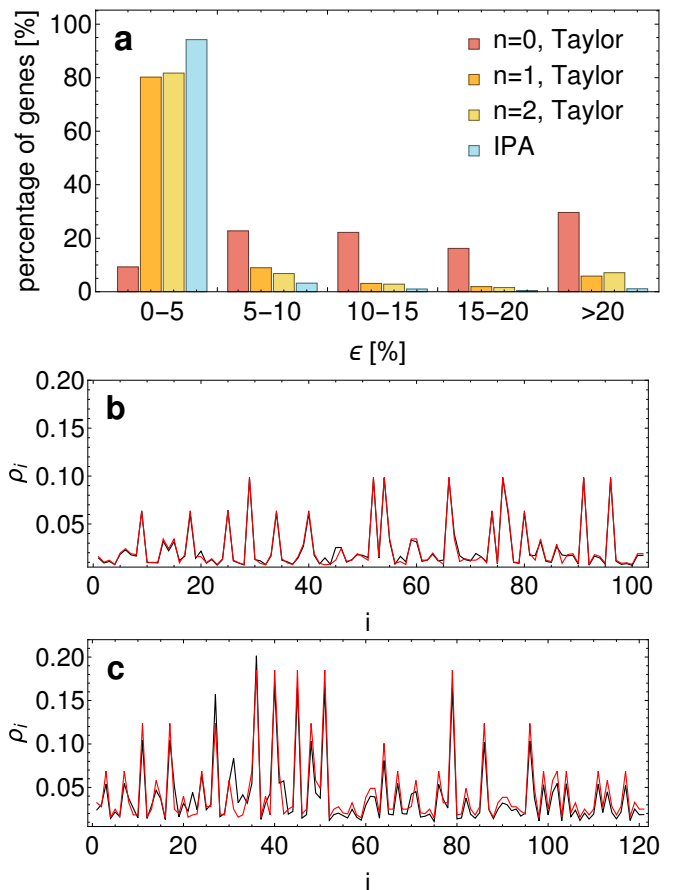 a
percentage of genes [%]
100
80
60
40
20
0
n=0, Taylor
n=1, Taylor
n=2, Taylor
IPA
0−5 5−10 10−15 15−20 >20
ϵ [%]
b
ρi
0.20
0.15
0.10
0.05
0 20 40 60 80 100
i
c
ρi
0.20
0.15
0.10
0.05
0 20 40 60 80 100 120
i